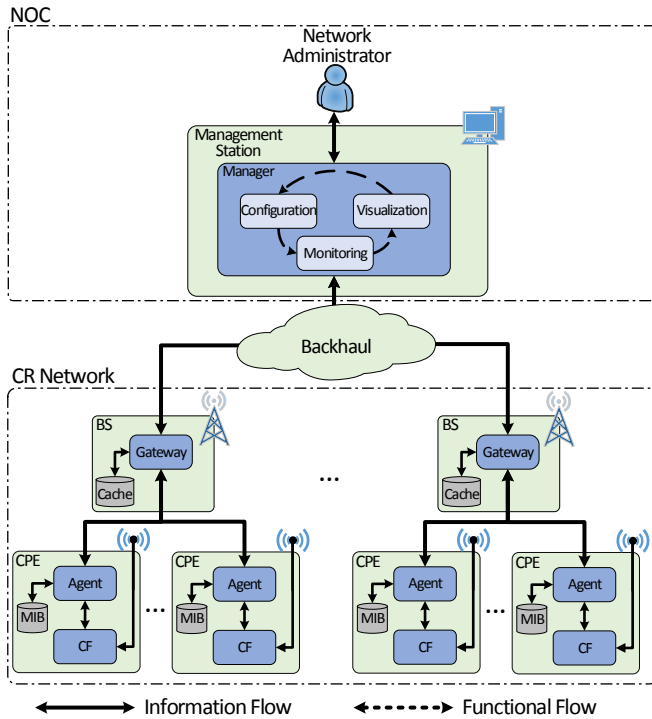 NOC
Network
Administrator
Management
Station
Manager
Configuration
Visualization
Monitoring
Backhaul
CR Network
BS
Gateway
Cache
...
BS
Gateway
Cache
CPE
Agent
MIB
CF
...
CPE
Agent
MIB
CF
CPE
Agent
MIB
CF
...
CPE
Agent
MIB
CF
Information Flow
Functional Flow